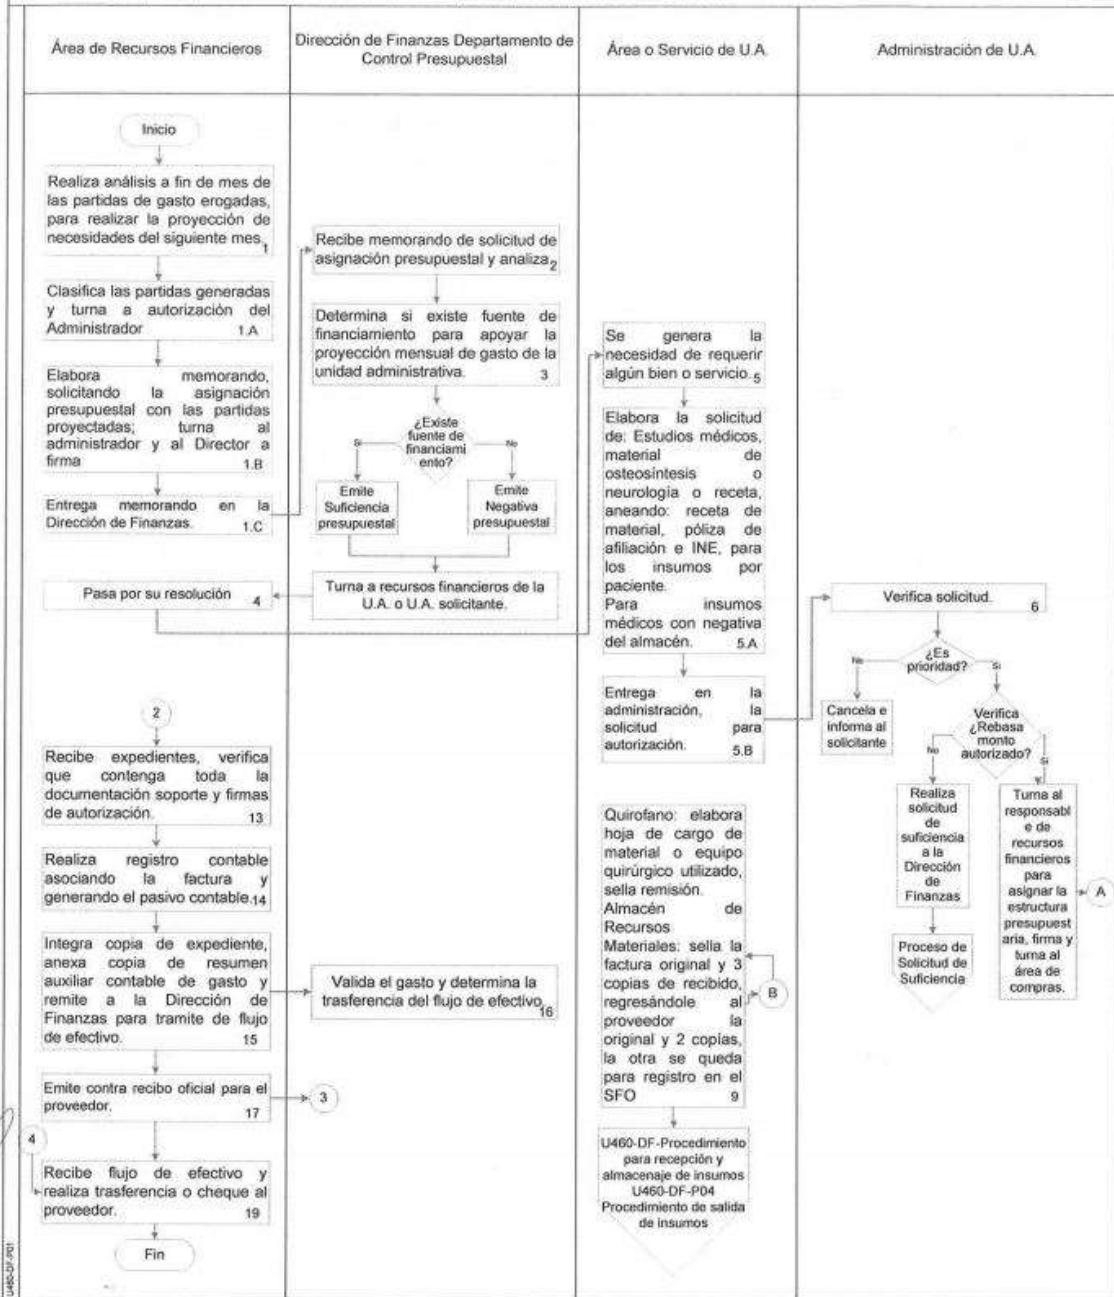 Área de Recursos Financieros
Dirección de Finanzas Departamento de
Control Presupuestal
Área o Servicio de U.A.
Administración de U.A.
Inicio
Realiza análisis a fin de mes de
las partidas de gasto erogadas,
para realizar la proyección de
necesidades del siguiente mes.
1
Clasifica las partidas generadas
y turna a autorización del
Administrador 1.A
Elabora memorando,
solicitando la asignación
presupuestal con las partidas
proyectadas; turna al
administrador y al Director a
firma 1.B
Entrega memorando en la
Dirección de Finanzas. 1.C
Recibe memorando de solicitud de
asignación presupuestal y analiza 2
Determina si existe fuente de
financiamiento para apoyar la
proyección mensual de gasto de la
unidad administrativa. 3
¿Existe
fuente de
financiami
ento?
Si
No
Emite
Suficiencia
presupuestal
Emite
Negativa
presupuestal
Turna a recursos financieros de la
U.A. o U.A. solicitante.
Pasa por su resolución 4
Se genera la
necesidad de requerir
algún bien o servicio. 5
Elabora la solicitud
de: Estudios médicos,
material de
osteosíntesis o
neurología o receta,
aneando: receta de
material, póliza de
afiliación e INE, para
los insumos por
paciente.
Para insumos
médicos con negativa
del almacén. 5.A
Entrega en la
administración, la
solicitud para
autorización. 5.B
Verifica solicitud. 6
¿Es
prioridad?
No
Si
Cancela e
informa al
solicitante
Verifica
¿Rebasa
monto
autorizado?
No
Si
Realiza
solicitud
de
suficiencia
a la
Dirección
de
Finanzas
Proceso de
Solicitud de
Suficiencia
Turna al
responsabl
e de
recursos
financieros
para
asignar la
estructura
presupuest
aria, firma y
turna al
área de
compras.
A
2
Recibe expedientes, verifica
que contenga toda la
documentación soporte y firmas
de autorización. 13
Realiza registro contable
asociando la factura y
generando el pasivo contable. 14
Integra copia de expediente,
anexa copia de resumen
auxiliar contable de gasto y
remite a la Dirección de
Finanzas para tramite de flujo
de efectivo. 15
Valida el gasto y determina la
trasferencia del flujo de efectivo. 16
Emite contra recibo oficial para el
proveedor. 17
3
4
Recibe flujo de efectivo y
realiza trasferencia o cheque al
proveedor. 19
Fin
Quirofano: elabora
hoja de cargo de
material o equipo
quirúrgico utilizado,
sella remisión.
Almacén de
Recursos
Materiales: sella la
factura original y 3
copias de recibido,
regresándole al
proveedor la
original y 2 copias,
la otra se queda
para registro en el
SFO 9
B
U460-DF-Procedimiento
para recepción y
almacenaje de insumos
U460-DF-P04
Procedimiento de salida
de insumos
U460-DF-P01